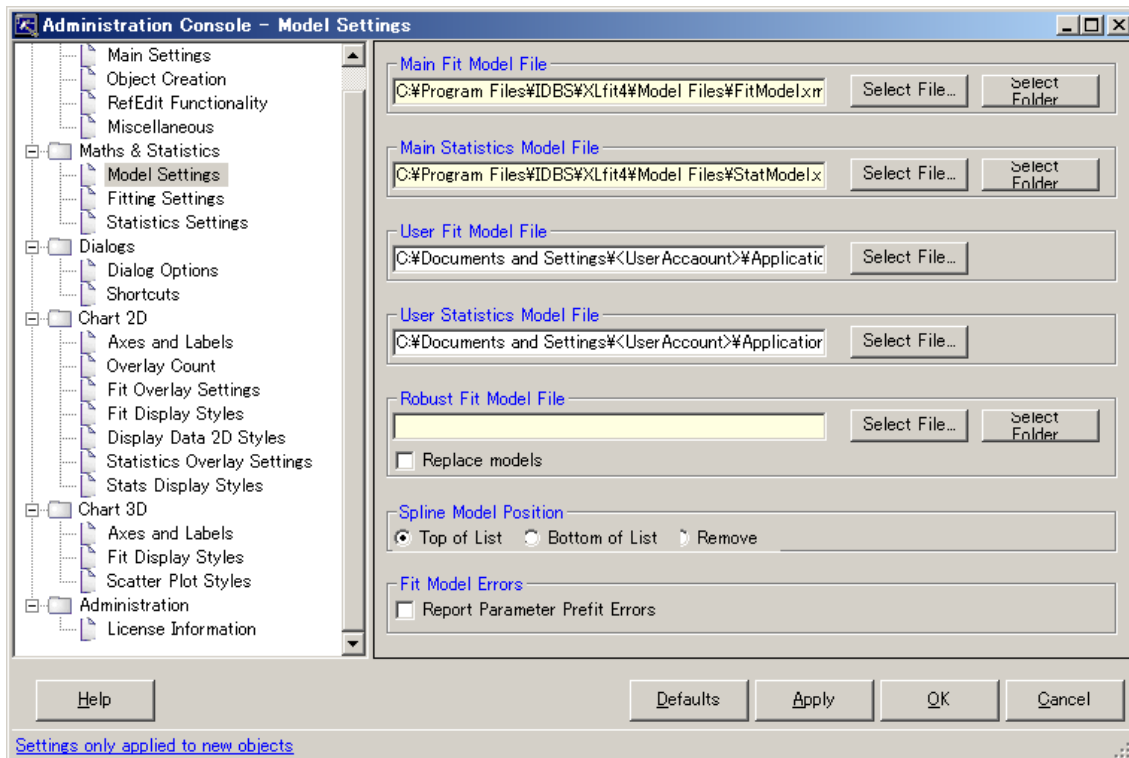 Administration Console - Model Settings
Main Settings
Object Creation
RefEdit Functionality
Miscellaneous
Maths & Statistics
Model Settings
Fitting Settings
Statistics Settings
Dialogs
Dialog Options
Shortcuts
Chart 2D
Axes and Labels
Overlay Count
Fit Overlay Settings
Fit Display Styles
Display Data 2D Styles
Statistics Overlay Settings
Stats Display Styles
Chart 3D
Axes and Labels
Fit Display Styles
Scatter Plot Styles
Administration
License Information
Main Fit Model File
C:¥Program Files¥IDBS¥XLfit4¥Model Files¥FitModel.xm
Select File...
Select Folder
Main Statistics Model File
C:¥Program Files¥IDBS¥XLfit4¥Model Files¥StatModel.x
Select File...
Select Folder
User Fit Model File
C:¥Documents and Settings¥<UserAccaount>¥Applicatic
Select File...
User Statistics Model File
C:¥Documents and Settings¥<UserAccount>¥Application
Select File...
Robust Fit Model File
Select File...
Select Folder
Replace models
Spline Model Position
Top of List Bottom of List Remove
Fit Model Errors
Report Parameter Prefit Errors
Help Defaults Apply OK Cancel
Settings only applied to new objects